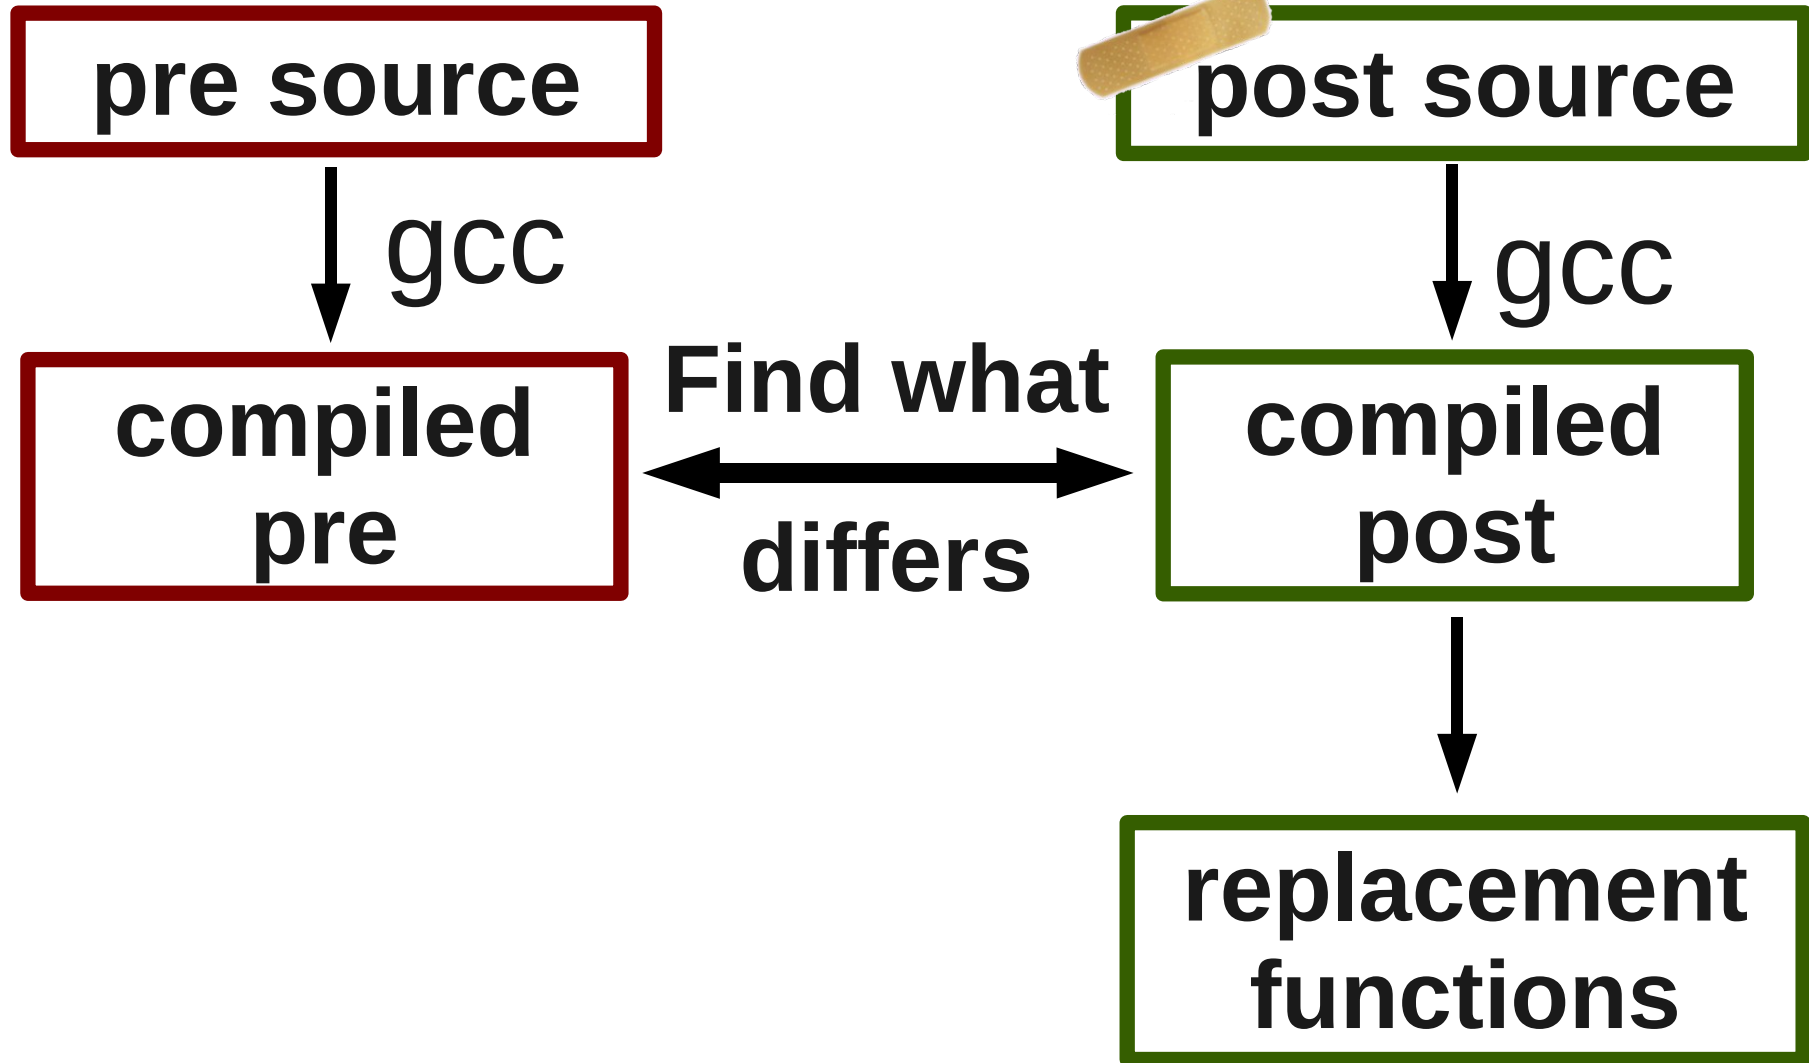 pre source
post source
gcc
gcc
Find what
compiled
pre
compiled
post
differs
replacement
functions